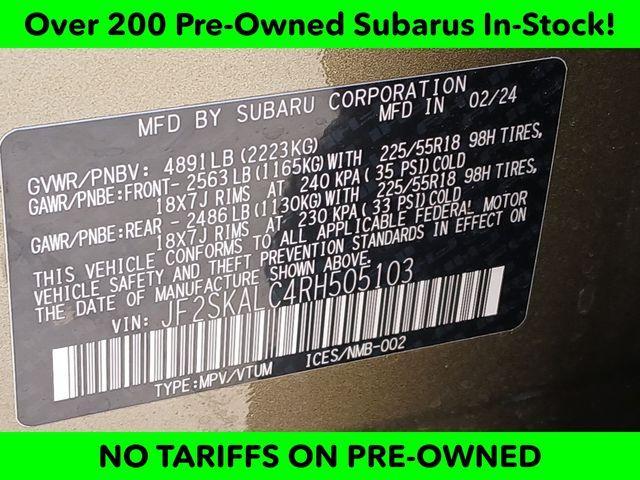 Over 200 Pre-Owned Subarus In-Stock!
MFD BY SUBARU CORPORATION
MFD IN 02/24
GVWR/PNBV: 4891LB(2223KG)
GAWR/PNBE:FRONT- 2563LB(1165KG)WITH 225/55R18 98H TIRES,
18X7J RIMS AT 240 KPA(35 PSI)COLD
GAWR/PNBE:REAR - 2486LB(1130KG)WITH 225/55R18 98H TIRES,
18X7J RIMS AT 230 KPA(33 PSI)COLD
THIS VEHICLE CONFORMS TO ALL APPLICABLE FEDERAL MOTOR
VEHICLE SAFETY AND THEFT PREVENTION STANDARDS IN EFFECT ON
THE DATE OF MANUFACTURE SHOWN ABOVE.
VIN: JF2SKALC4RH505103
TYPE:MPV/VTUM ICES/NMB-002
NO TARIFFS ON PRE-OWNED